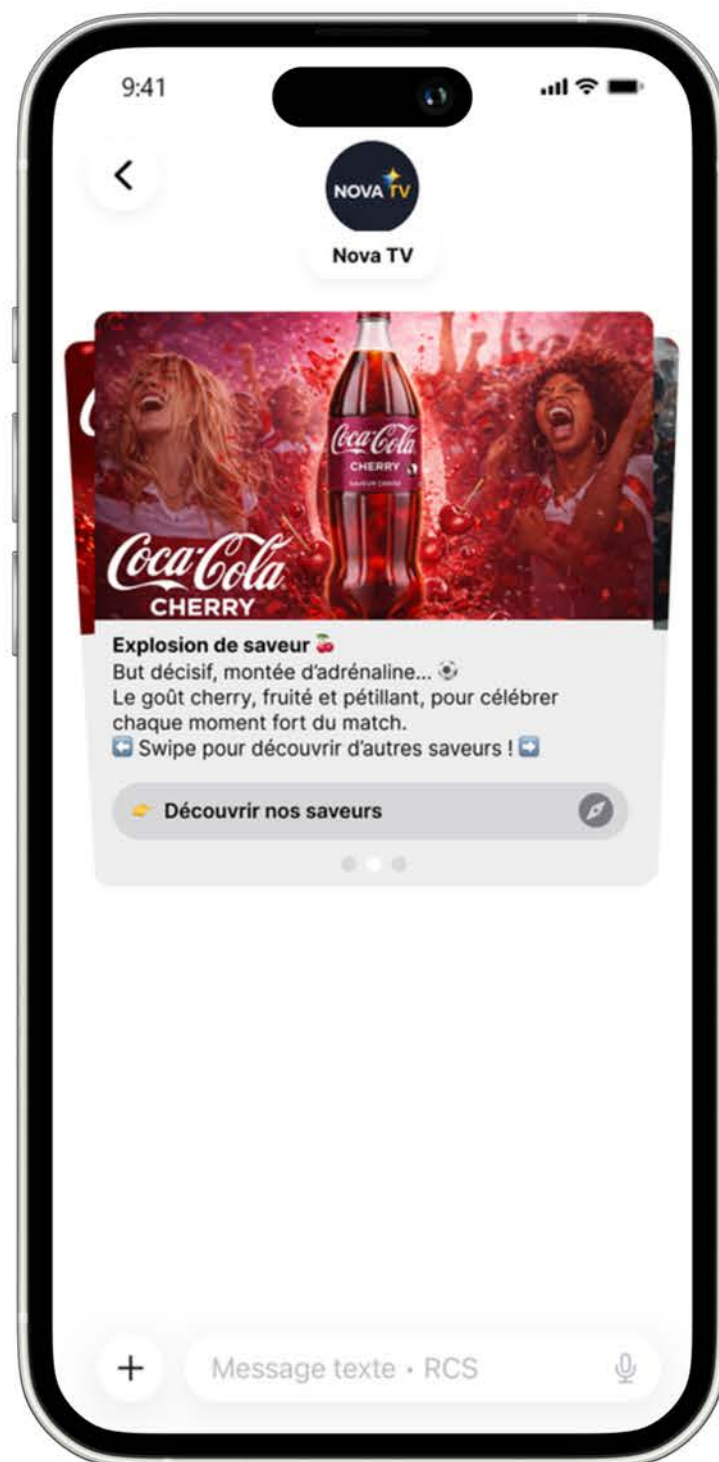 9:41
NOVA TV
Nova TV
Coca-Cola
CHERRY
SAVEUR CERISE
Coca-Cola
CHERRY
Explosion de saveur 🍒
But décisif, montée d’adrénaline... ⚽
Le goût cherry, fruité et pétillant, pour célébrer
chaque moment fort du match.
⬅️ Swipe pour découvrir d’autres saveurs ! ➡️
👉 Découvrir nos saveurs
Message texte • RCS